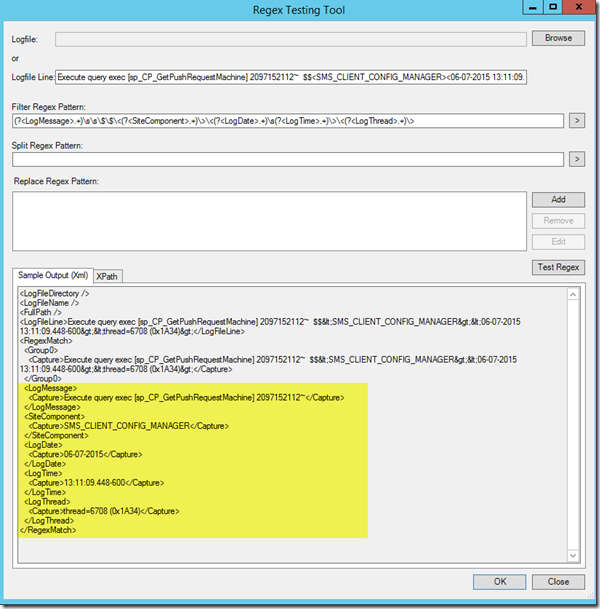 Regex Testing Tool
Logfile:
Browse
or
Logfile Line:
Execute query exec [sp_CP_GetPushRequestMachine] 2097152112~  $$<SMS_CLIENT_CONFIG_MANAGER><06-07-2015 13:11:09.
Filter Regex Pattern:
(?<LogMessage>.+)\s\s\$\$\<(?<SiteComponent>.+)\>\<(?<LogDate>.+)\s(?<LogTime>.+)\>\<(?<LogThread>.+)\>
>
Split Regex Pattern:
>
Replace Regex Pattern:
Add
Remove
Edit
Test Regex
Sample Output (Xml)
XPath
<LogFileDirectory />
<LogFileName />
<FullPath />
<LogFileLine>Execute query exec [sp_CP_GetPushRequestMachine] 2097152112~  $$&lt;SMS_CLIENT_CONFIG_MANAGER&gt;&lt;06-07-2015
13:11:09.448-600&gt;&lt;thread=6708 (0x1A34)&gt;</LogFileLine>
<RegexMatch>
<Group0>
<Capture>Execute query exec [sp_CP_GetPushRequestMachine] 2097152112~  $$&lt;SMS_CLIENT_CONFIG_MANAGER&gt;&lt;06-07-2015
13:11:09.448-600&gt;&lt;thread=6708 (0x1A34)&gt;</Capture>
</Group0>
<LogMessage>
<Capture>Execute query exec [sp_CP_GetPushRequestMachine] 2097152112~</Capture>
</LogMessage>
<SiteComponent>
<Capture>SMS_CLIENT_CONFIG_MANAGER</Capture>
</SiteComponent>
<LogDate>
<Capture>06-07-2015</Capture>
</LogDate>
<LogTime>
<Capture>13:11:09.448-600</Capture>
</LogTime>
<LogThread>
<Capture>thread=6708 (0x1A34)</Capture>
</LogThread>
</RegexMatch>
OK
Close